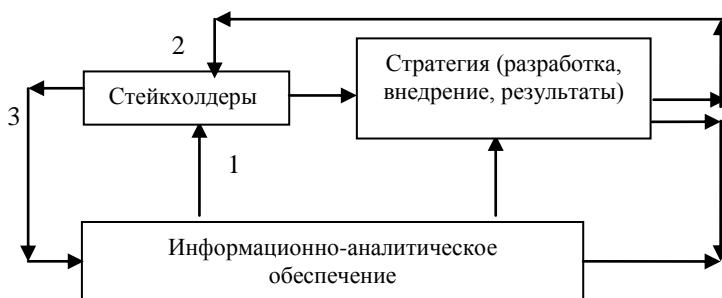 2
Стратегия (разработка,
внедрение, результаты)
Стейкхолдеры
3
1
Информационно-аналитическое
обеспечение